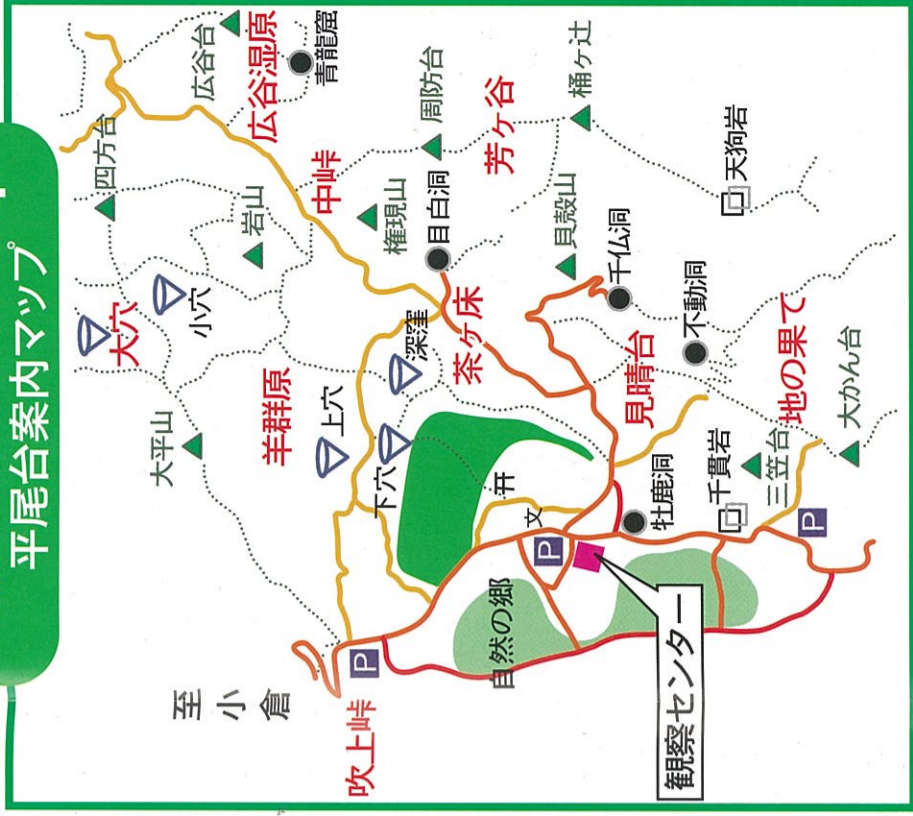 平尾台案内マップ
至小倉
吹上峠
P
大平山
大穴
小穴
四方台
岩山
羊群原
上穴
下穴
深窪
中峠
広谷台
広谷湿原
青龍窟
権現山
周防台
目白洞
茶ヶ床
芳ヶ谷
桶ヶ辻
貝殻山
天狗岩
千仏洞
不動洞
見晴台
地の果て
大かん台
三笠台
千貫岩
牡鹿洞
文
P
自然の郷
観察センター
P